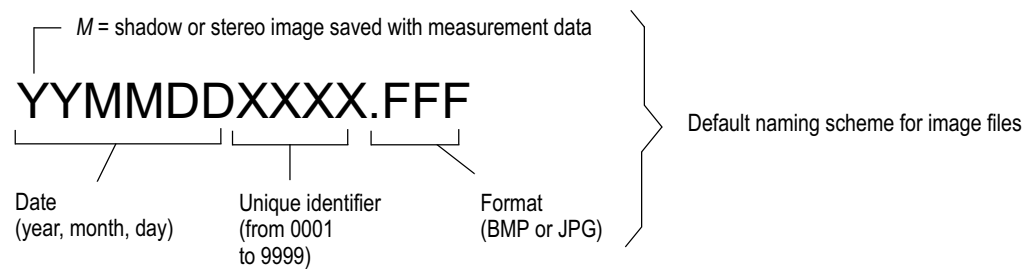 M = shadow or stereo image saved with measurement data
YYMMDDXXXX.FFF
Default naming scheme for image files
Date
(year, month, day)
Unique identifier
(from 0001
to 9999)
Format
(BMP or JPG)